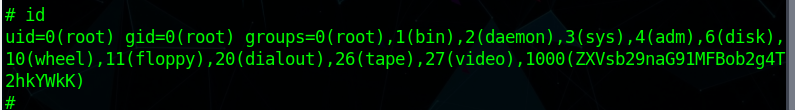 # id
uid=0(root) gid=0(root) groups=0(root),1(bin),2(daemon),3(sys),4(adm),6(disk),
10(wheel),11(floppy),20(dialout),26(tape),27(video),1000(ZXVsb29naG91MFBob2g4T
2hkYWkK)
#